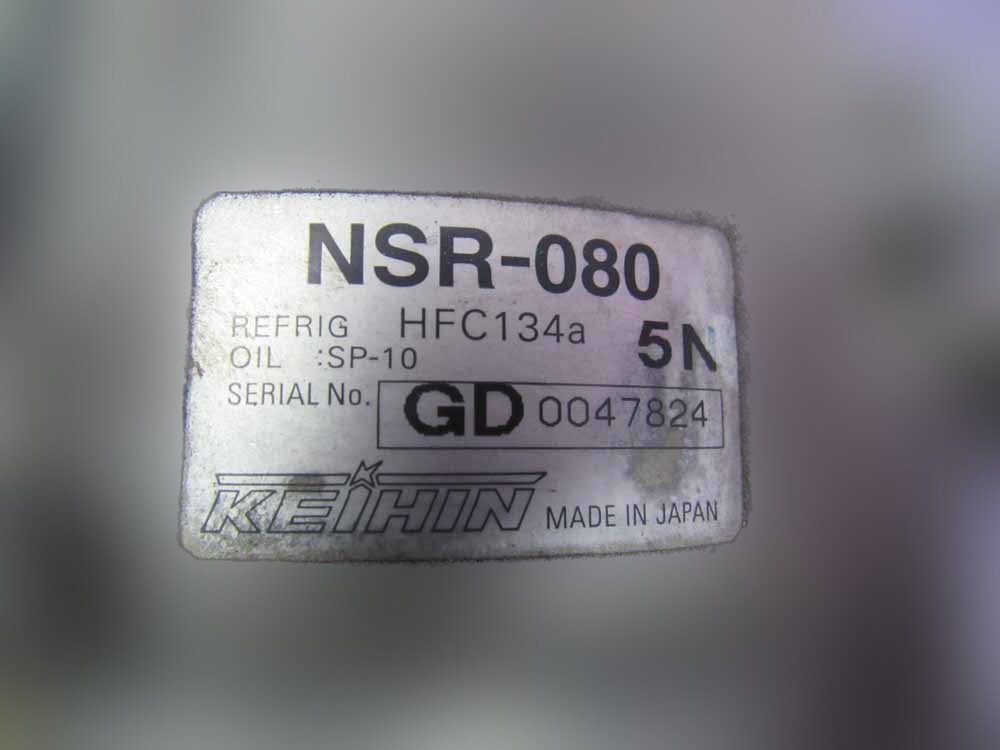 NSR-080
REFRIG HFC134a
OIL :SP-10 5N
SERIAL No. GD 0047824
KEIHIN MADE IN JAPAN